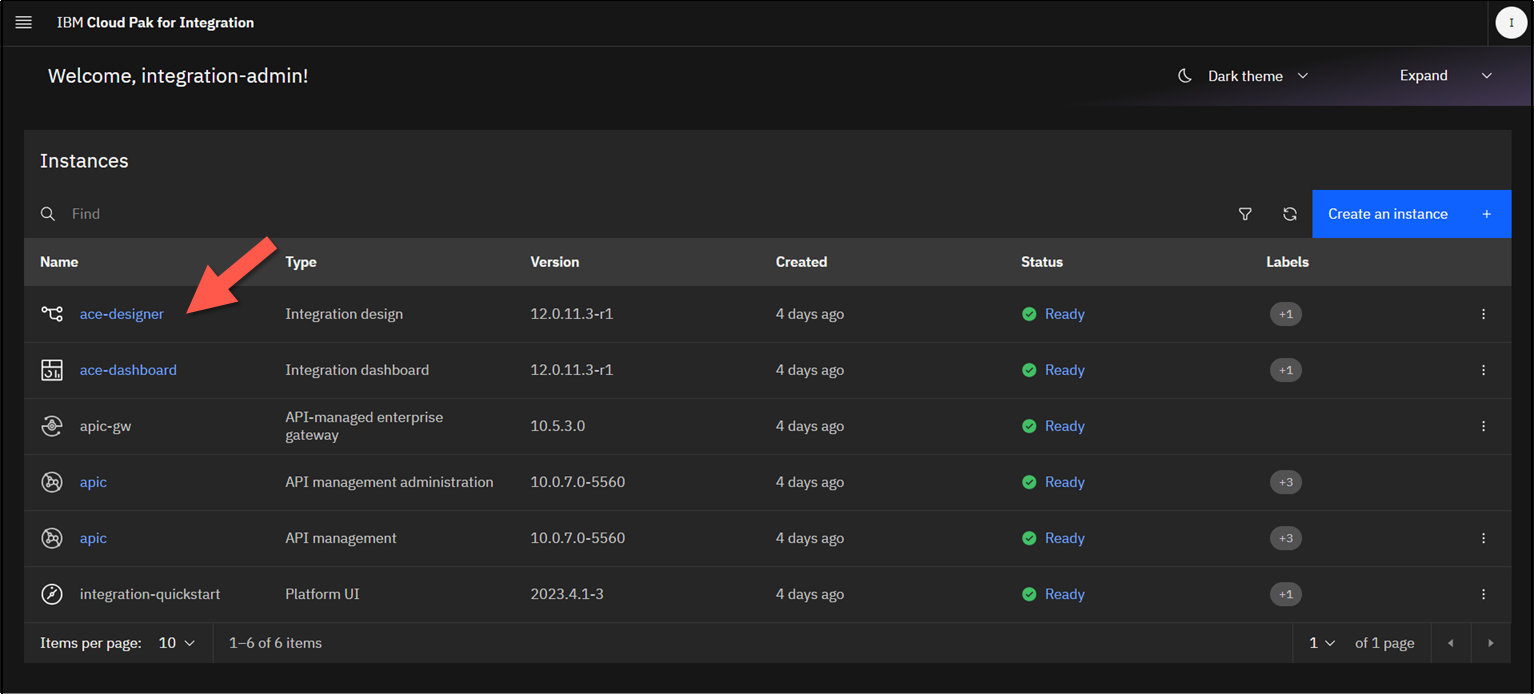 IBM Cloud Pak for Integration
I
Welcome, integration-admin!
Dark theme
Expand
Instances
Find
Create an instance +
Name Type Version Created Status Labels
ace-designer Integration design 12.0.11.3-r1 4 days ago Ready +1
ace-dashboard Integration dashboard 12.0.11.3-r1 4 days ago Ready +1
apic-gw API-managed enterprise gateway 10.5.3.0 4 days ago Ready
apic API management administration 10.0.7.0-5560 4 days ago Ready +3
apic API management 10.0.7.0-5560 4 days ago Ready +3
integration-quickstart Platform UI 2023.4.1-3 4 days ago Ready +1
Items per page: 10 1–6 of 6 items 1 of 1 page